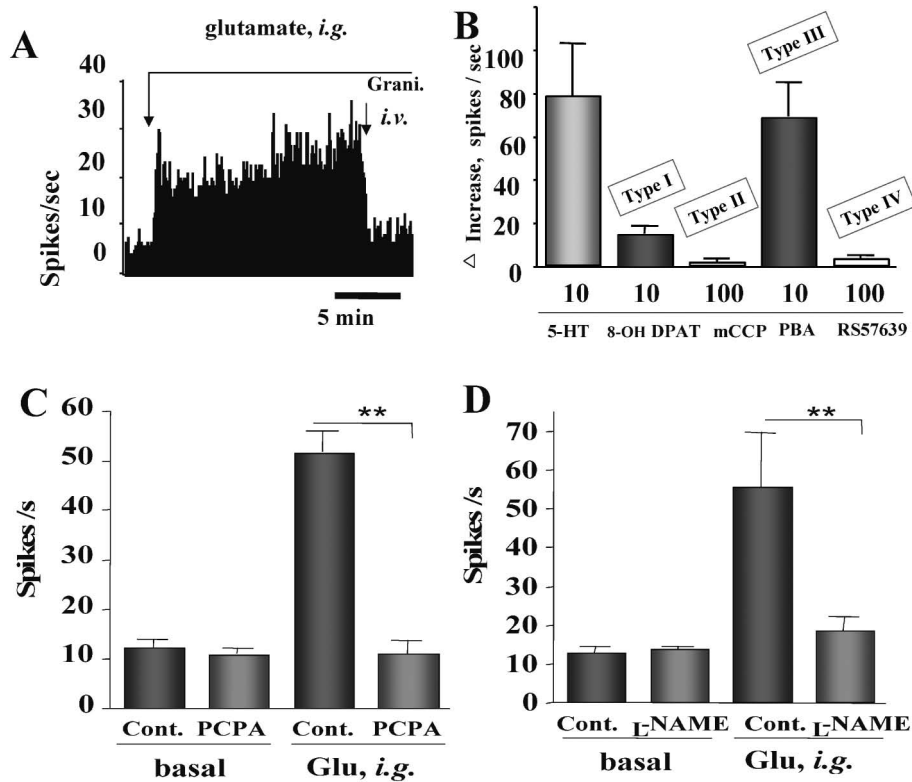 A
glutamate, i.g.
40
30
20
10
0
Spikes/sec
Grani.
i.v.
5 min
B
△ Increase, spikes / sec
100
80
60
40
20
0
Type I
Type II
Type III
Type IV
10 10 100 10 100
5-HT 8-OH DPAT mCCP PBA RS57639
C
Spikes /s
60
50
40
30
20
10
0
**
Cont. PCPA Cont. PCPA
basal Glu, i.g.
D
Spikes /s
70
60
50
40
30
20
10
0
**
Cont. L-NAME Cont. L-NAME
basal Glu, i.g.